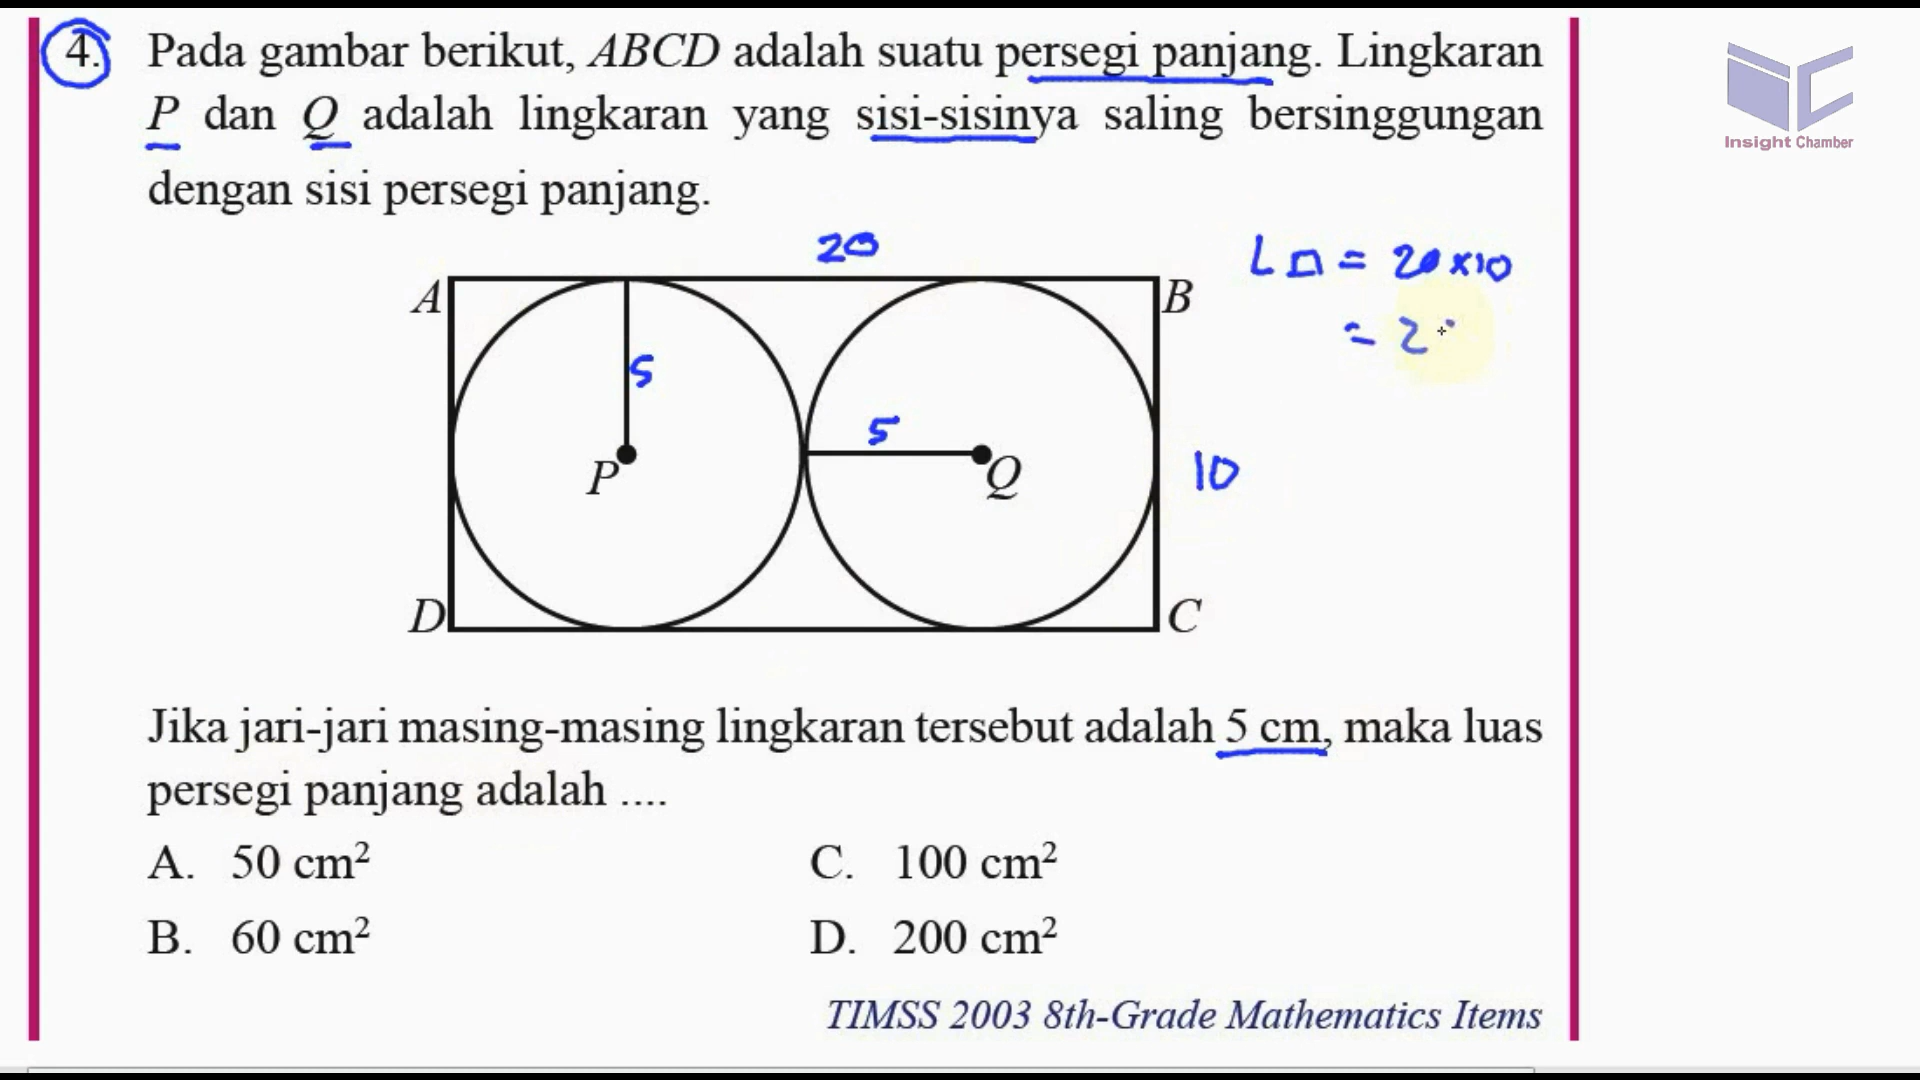 4. Pada gambar berikut, ABCD adalah suatu persegi panjang. Lingkaran
P dan Q adalah lingkaran yang sisi-sisinya saling bersinggungan
dengan sisi persegi panjang.
Insight Chamber
20
L □ = 20 x 10
= 2
A
B
5
5
P
Q
10
D
C
Jika jari-jari masing-masing lingkaran tersebut adalah 5 cm, maka luas
persegi panjang adalah ....
A. 50 cm²
C. 100 cm²
B. 60 cm²
D. 200 cm²
TIMSS 2003 8th-Grade Mathematics Items